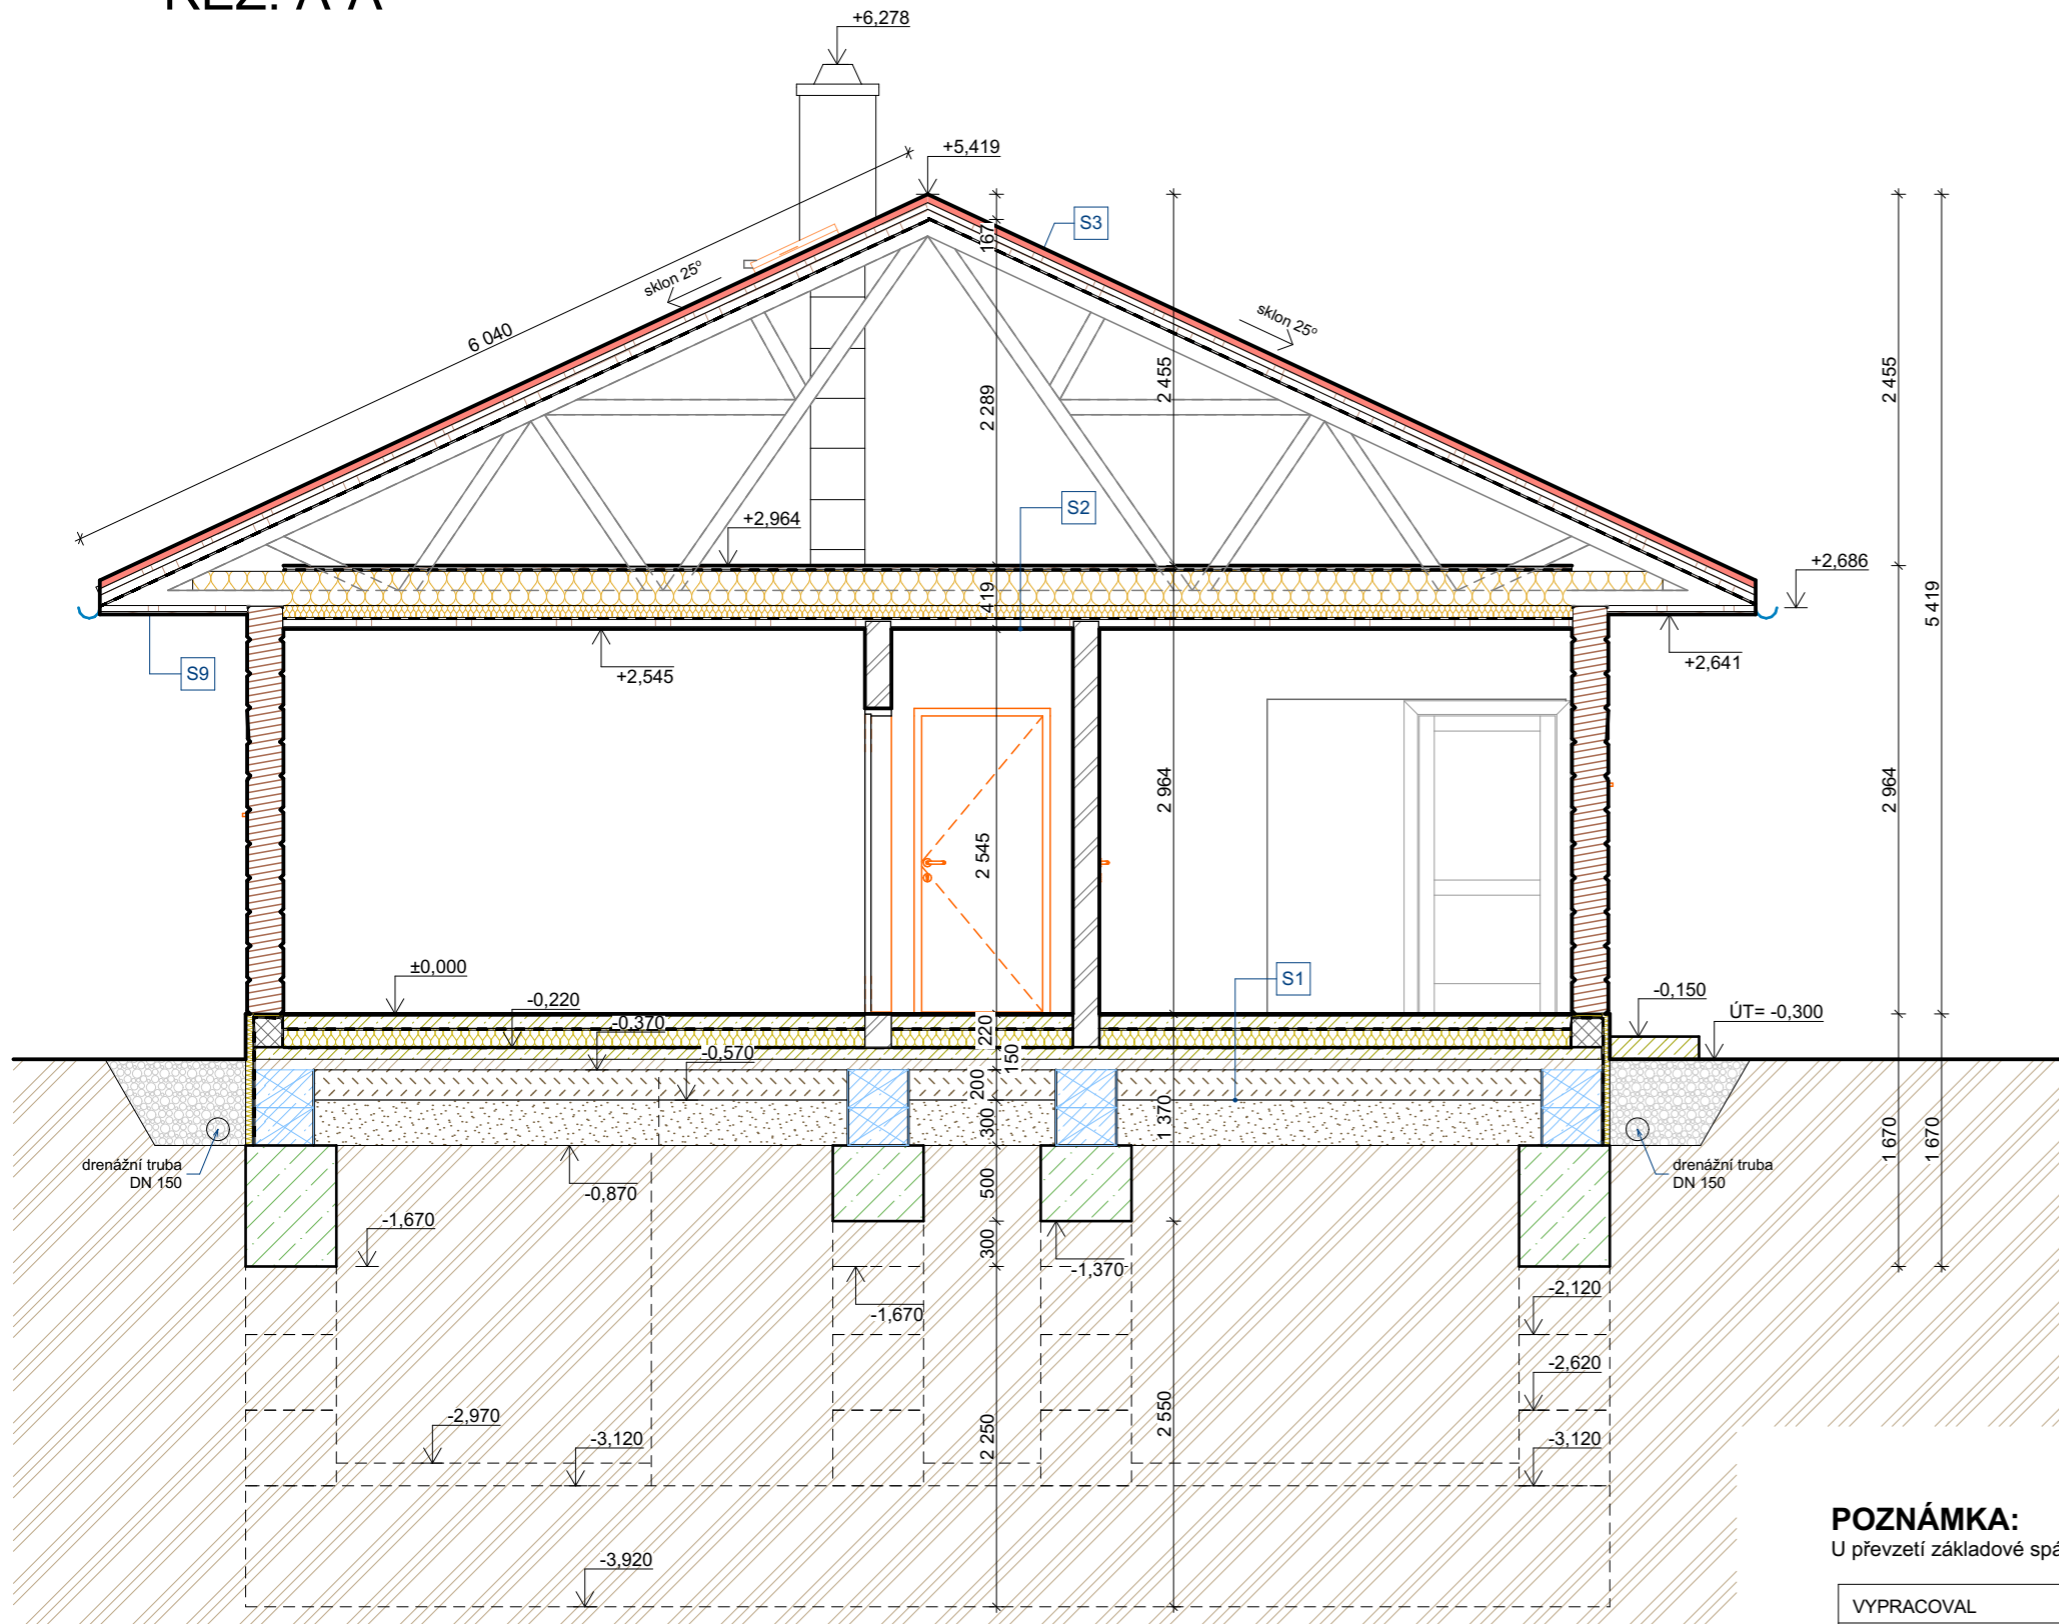 ŘEZ: A-A
+6,278
+5,419
S3
167
sklon 25°
sklon 25°
6 040
2 289
2 455
2 455
5 419
S2
+2,964
+2,686
419
+2,545
+2,641
S9
2 964
2 964
2 545
±0,000
S1
-0,220
-0,150
ÚT= -0,300
-0,370
220
-0,570
150
200
300
1 370
1 670
1 670
drenážní truba
DN 150
drenážní truba
DN 150
-0,870
500
-1,670
300
-1,370
-1,670
-2,120
-2,620
2 250
2 550
-2,970
-3,120
-3,120
-3,920
POZNÁMKA:
U převzetí základové spá
VYPRACOVAL